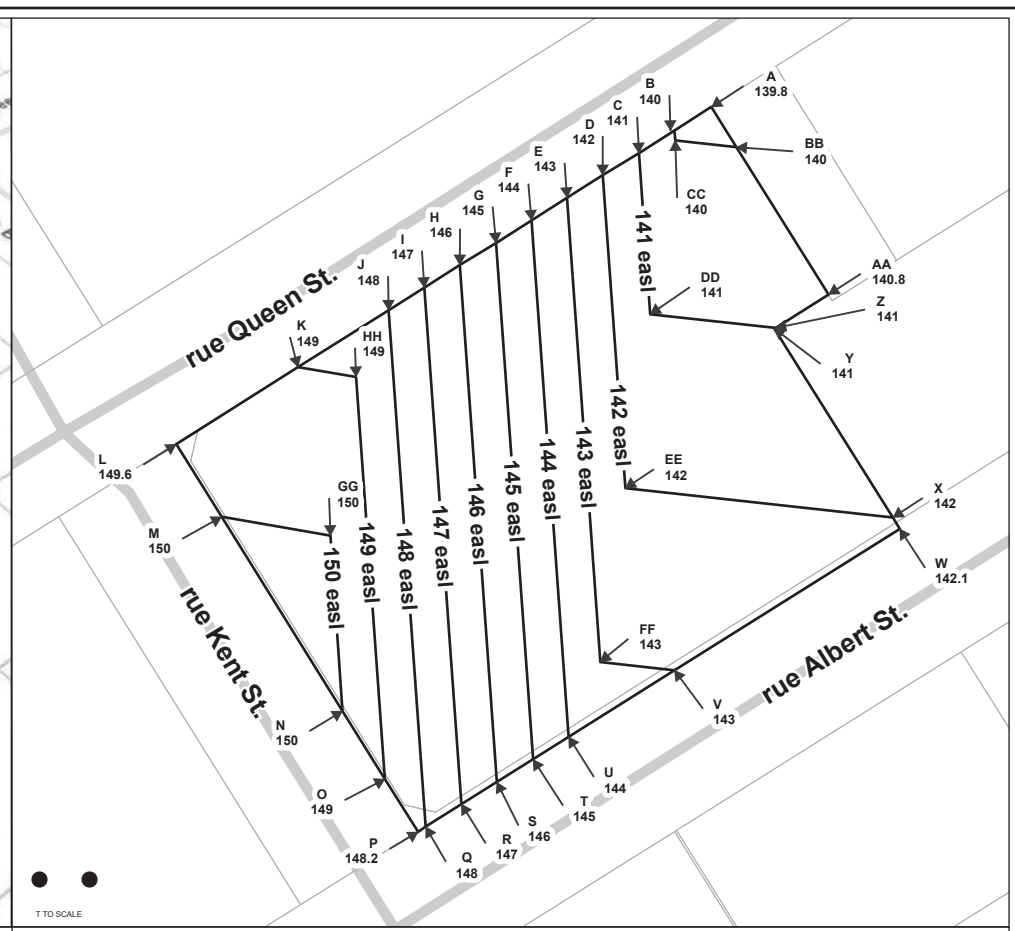 A
139.8
B
140
C
141
D
142
E
143
F
144
G
145
H
146
I
147
J
148
K
149
HH
149
BB
140
CC
140
AA
140.8
Z
141
Y
141
DD
141
EE
142
X
142
W
142.1
FF
143
V
143
U
144
T
145
S
146
R
147
Q
148
P
148.2
O
149
N
150
M
150
L
149.6
GG
150
rue Queen St.
rue Kent St.
rue Albert St.
150 easl
149 easl
148 easl
147 easl
146 easl
145 easl
144 easl
143 easl
142 easl
141 easl
T TO SCALE